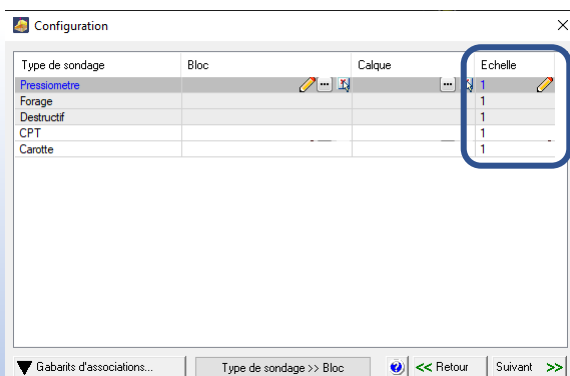 Configuration
Type de sondage Bloc Calque Echelle
Pressiometre 1
Forage 1
Destructif 1
CPT 1
Carotte 1
Gabarits d'associations... Type de sondage >> Bloc << Retour Suivant >>